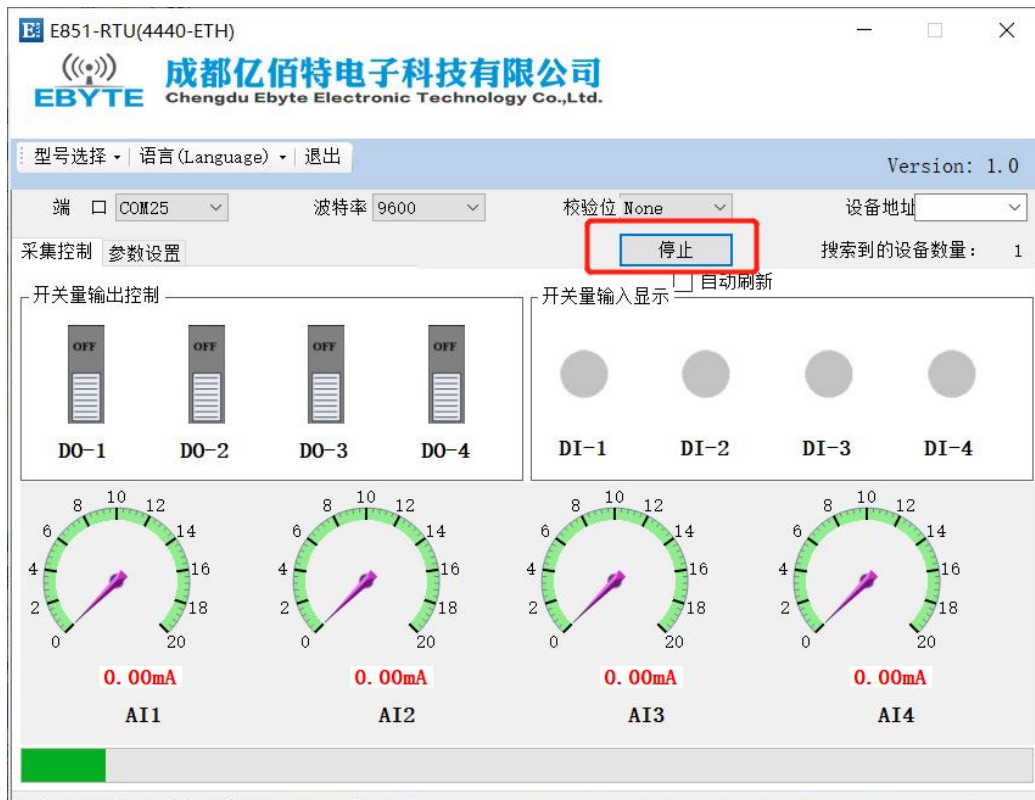 E851-RTU(4440-ETH)
EBYTE
成都亿佰特电子科技有限公司
Chengdu Ebyte Electronic Technology Co.,Ltd.
型号选择 语言(Language) 退出
Version: 1.0
端 口 COM25 波特率 9600 校验位 None 设备地址
采集控制 参数设置 停止 搜索到的设备数量: 1
自动刷新
开关量输出控制
OFF OFF OFF OFF
DO-1 DO-2 DO-3 DO-4
开关量输入显示
DI-1 DI-2 DI-3 DI-4
0 2 4 6 8 10 12 14 16 18 20
0.00mA
AI1
0 2 4 6 8 10 12 14 16 18 20
0.00mA
AI2
0 2 4 6 8 10 12 14 16 18 20
0.00mA
AI3
0 2 4 6 8 10 12 14 16 18 20
0.00mA
AI4